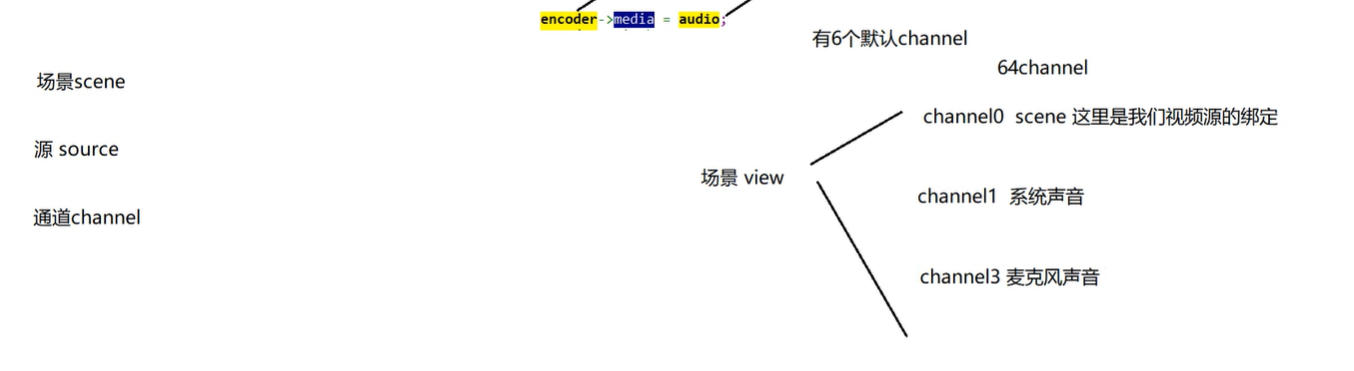 encoder->media = audio;
有6个默认channel
64channel
场景scene
channel0 scene 这里是我们视频源的绑定
源 source
场景 view
channel1 系统声音
通道channel
channel3 麦克风声音